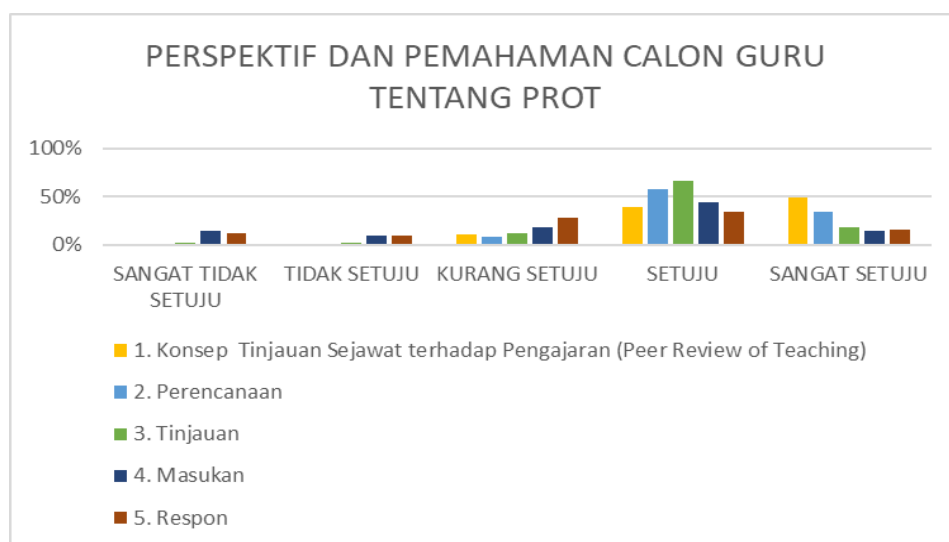 PERSPEKTIF DAN PEMAHAMAN CALON GURU
TENTANG PROT
100%
50%
0%
SANGAT TIDAK
SETUJU
TIDAK SETUJU
KURANG SETUJU
SETUJU
SANGAT SETUJU
1. Konsep  Tinjauan Sejawat terhadap Pengajaran (Peer Review of Teaching)
2. Perencanaan
3. Tinjauan
4. Masukan
5. Respon